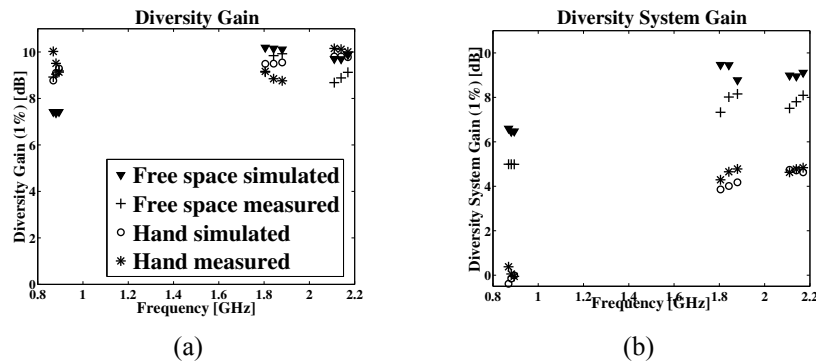 Diversity Gain
Diversity Gain (1%) [dB]
10
8
6
4
2
0
Free space simulated
Free space measured
Hand simulated
Hand measured
0.8 1 1.2 1.4 1.6 1.8 2 2.2
Frequency [GHz]
(a)
Diversity System Gain
Diversity System Gain (1%) [dB]
10
8
6
4
2
0
0.8 1 1.2 1.4 1.6 1.8 2 2.2
Frequency [GHz]
(b)